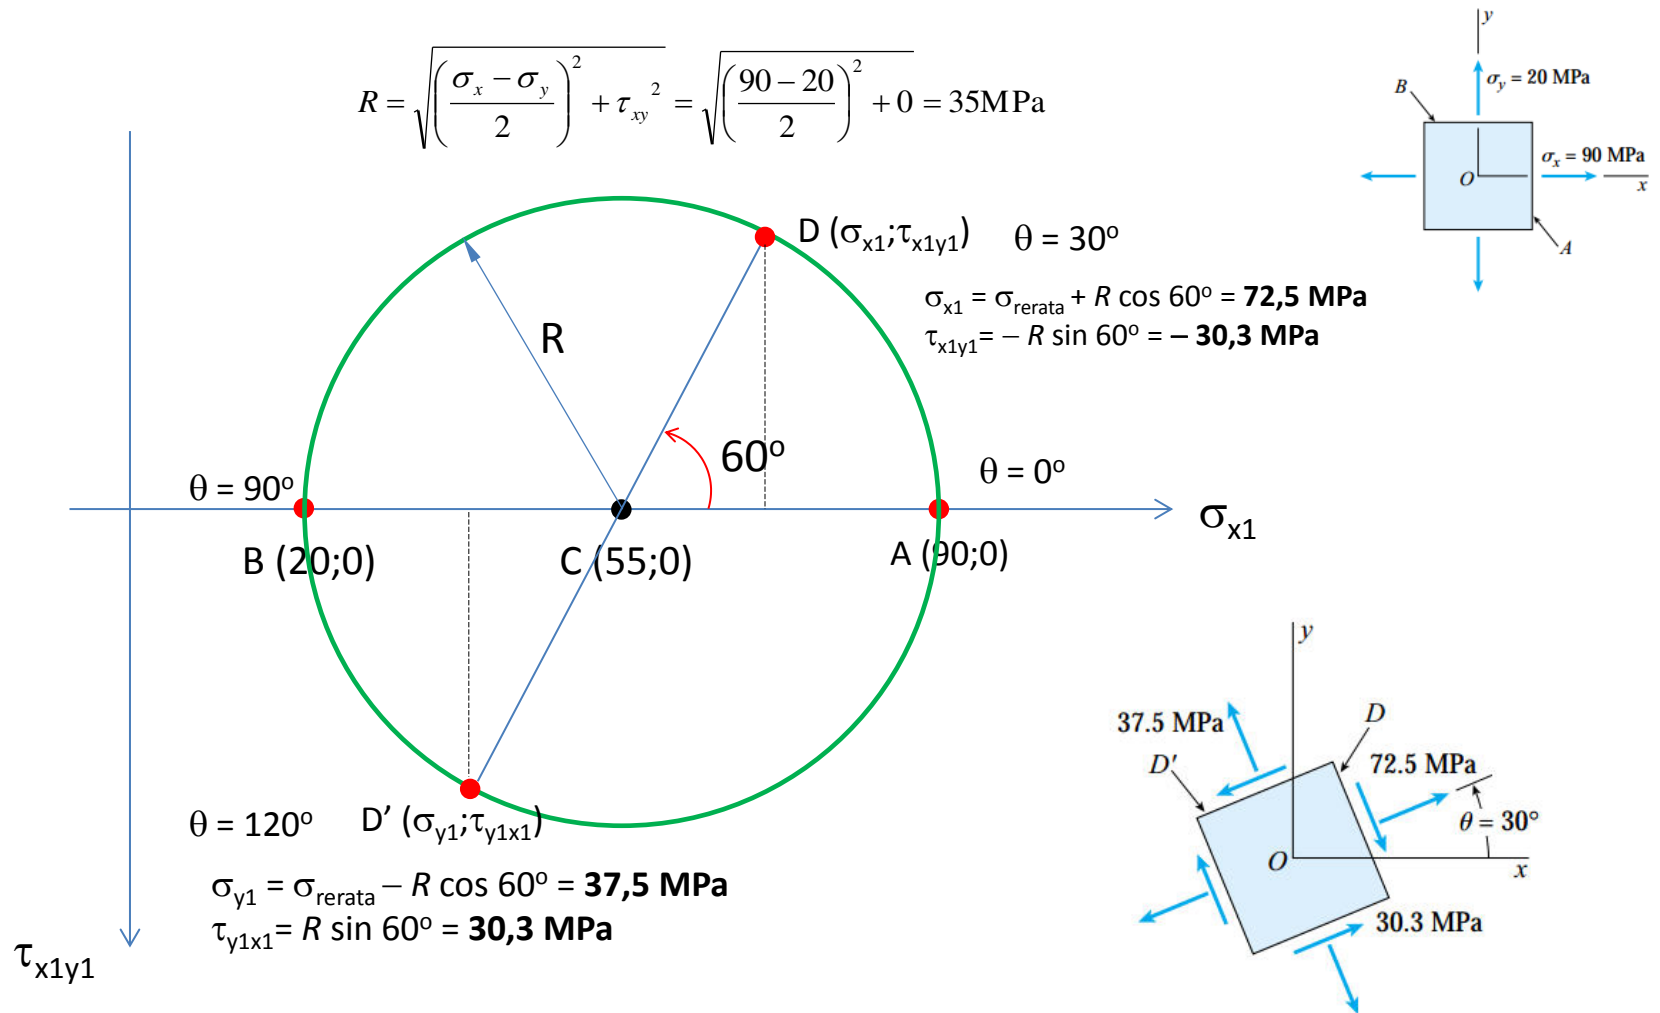 R = √(((σx − σy)/2)² + τxy²) = √(((90 − 20)/2)² + 0) = 35MPa
y
σy = 20 MPa
B
σx = 90 MPa
O
x
A
D (σx1;τx1y1) θ = 30o
σx1 = σrerata + R cos 60o = 72,5 MPa
τx1y1= − R sin 60o = – 30,3 MPa
R
60o
θ = 90o
θ = 0o
σx1
B (20;0)
C (55;0)
A (90;0)
θ = 120o D’ (σy1;τy1x1)
σy1 = σrerata − R cos 60o = 37,5 MPa
τy1x1= R sin 60o = 30,3 MPa
τx1y1
y
37.5 MPa
D
D'
72.5 MPa
θ = 30°
O
x
30.3 MPa